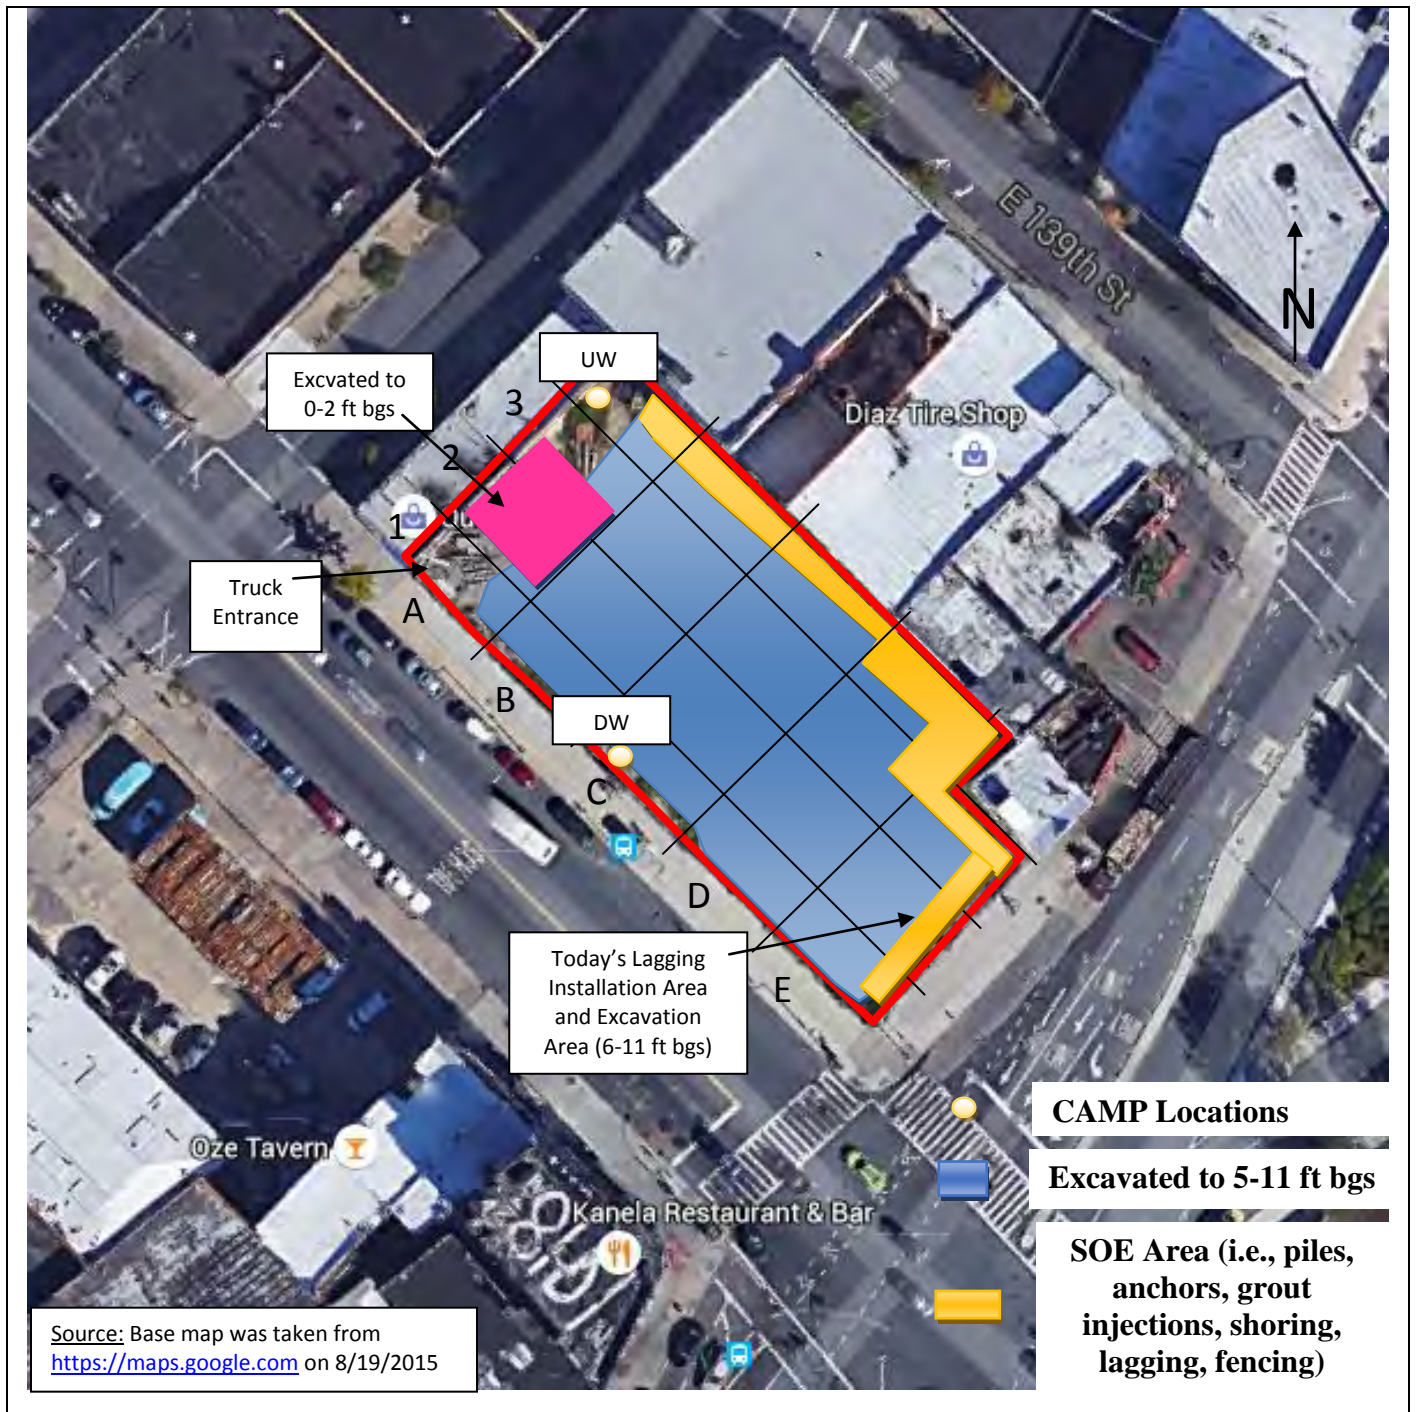 E 139th St
N
UW
Excvated to
0-2 ft bgs
3
Diaz Tire Shop
2
1
Truck
Entrance
A
B
DW
C
D
Today's Lagging
Installation Area
and Excavation
Area (6-11 ft bgs)
E
CAMP Locations
Oze Tavern
Excavated to 5-11 ft bgs
Kanela Restaurant & Bar
SOE Area (i.e., piles,
anchors, grout
injections, shoring,
lagging, fencing)
Source: Base map was taken from
https://maps.google.com on 8/19/2015